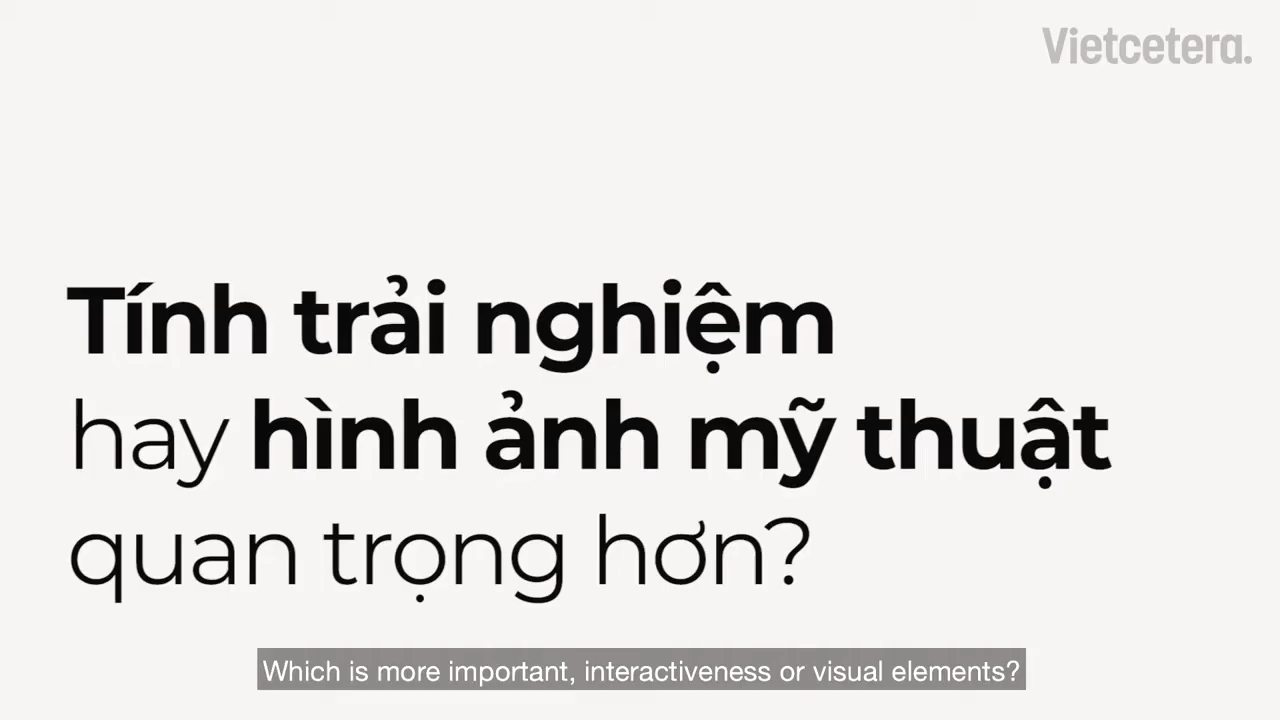 Vietcetera.
Tính trải nghiệm
hay hình ảnh mỹ thuật
quan trọng hơn?
Which is more important, interactiveness or visual elements?